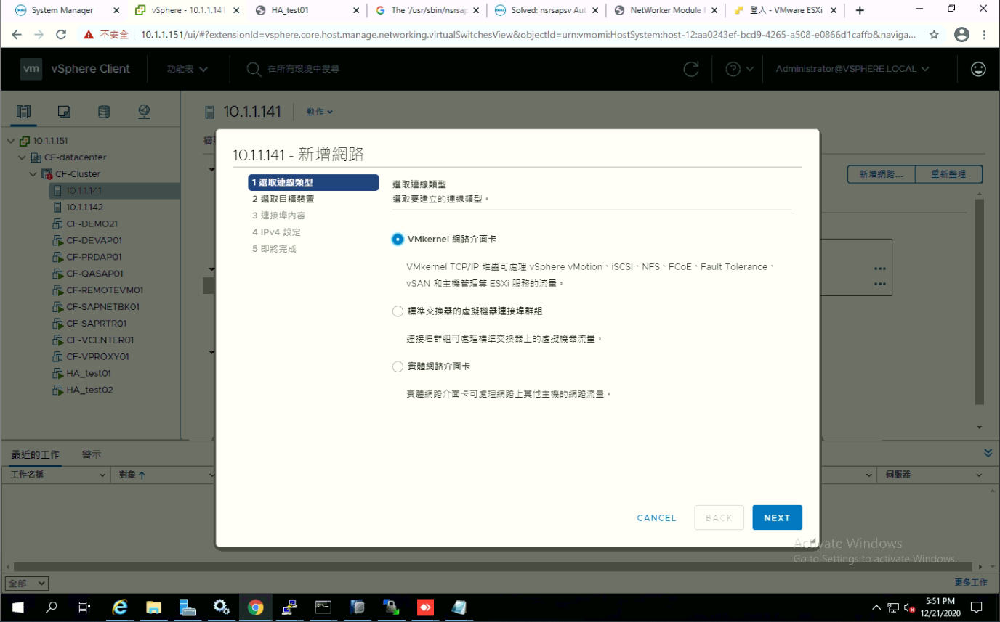 System Manager
vSphere - 10.1.1.141
HA_test01
The '/usr/sbin/nsrsap
Solved: nsrsapsv Aut
NetWorker Module
登入 - VMware ESXi
不安全
10.1.1.151/ui/#?extensionId=vsphere.core.host.manage.networking.virtualSwitchesView&objectId=urn:vmomi:HostSystem:host-12:aa0243ef-bcd9-4265-a508-e0866d1caffb&naviga...
vm vSphere Client
功能表
在所有環境中搜尋
Administrator@VSPHERE.LOCAL
10.1.1.141
動作
10.1.1.151
CF-datacenter
CF-Cluster
10.1.1.141
10.1.1.142
CF-DEMO21
CF-DEVAP01
CF-PRDAP01
CF-QASAP01
CF-REMOTEVM01
CF-SAPNETBK01
CF-SAPRTR01
CF-VCENTER01
CF-VPROXY01
HA_test01
HA_test02
新增網路...
重新整理
10.1.1.141 - 新增網路
1 選取連線類型
2 選取目標裝置
3 連接埠內容
4 IPv4 設定
5 即將完成
選取連線類型
選取要建立的連線類型。
VMkernel 網路介面卡
VMkernel TCP/IP 堆疊可處理 vSphere vMotion、iSCSI、NFS、FCoE、Fault Tolerance、
vSAN 和主機管理等 ESXi 服務的流量。
標準交換器的虛擬機器連接埠群組
連接埠群組可處理標準交換器上的虛擬機器流量。
實體網路介面卡
實體網路介面卡可處理網路上其他主機的網路流量。
CANCEL
BACK
NEXT
最近的工作
警示
工作名稱
對象
伺服器
Activate Windows
Go to Settings to activate Windows.
全部
更多工作
5:51 PM
12/21/2020